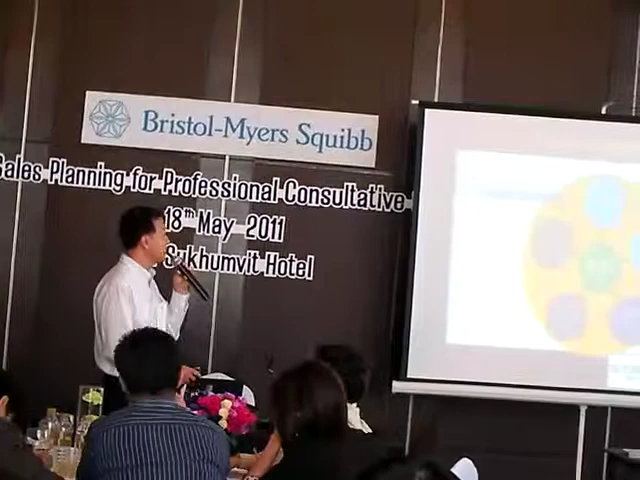 Bristol-Myers Squibb
Sales Planning for Professional Consultative
18th May 2011
Sukhumvit Hotel